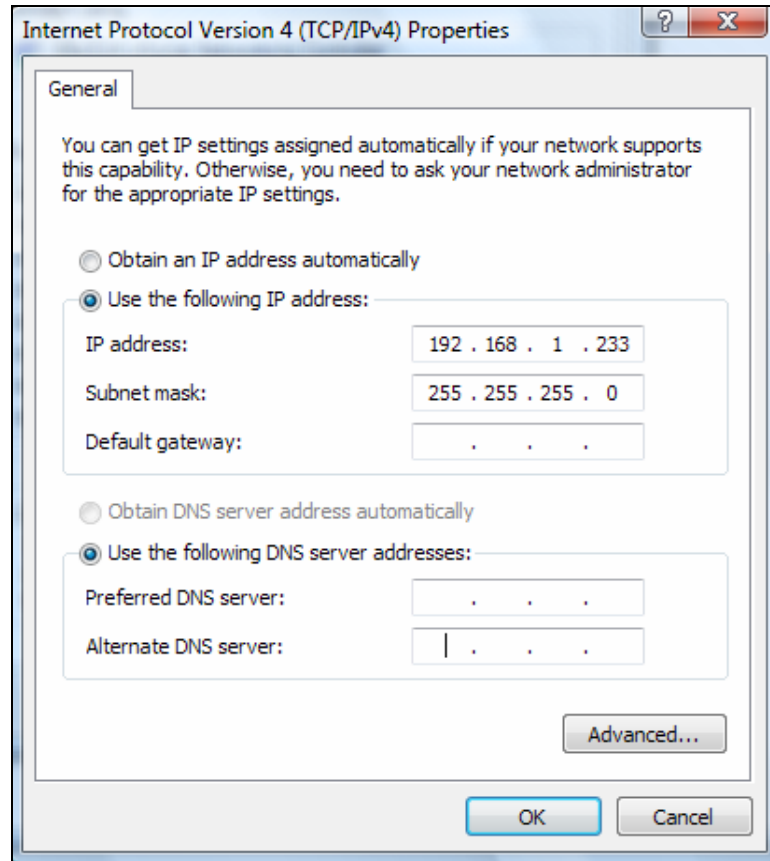 Internet Protocol Version 4 (TCP/IPv4) Properties
General
You can get IP settings assigned automatically if your network supports
this capability. Otherwise, you need to ask your network administrator
for the appropriate IP settings.
Obtain an IP address automatically
Use the following IP address:
IP address: 192 . 168 . 1 . 233
Subnet mask: 255 . 255 . 255 . 0
Default gateway: . . .
Obtain DNS server address automatically
Use the following DNS server addresses:
Preferred DNS server: . . .
Alternate DNS server: . . .
Advanced...
OK Cancel